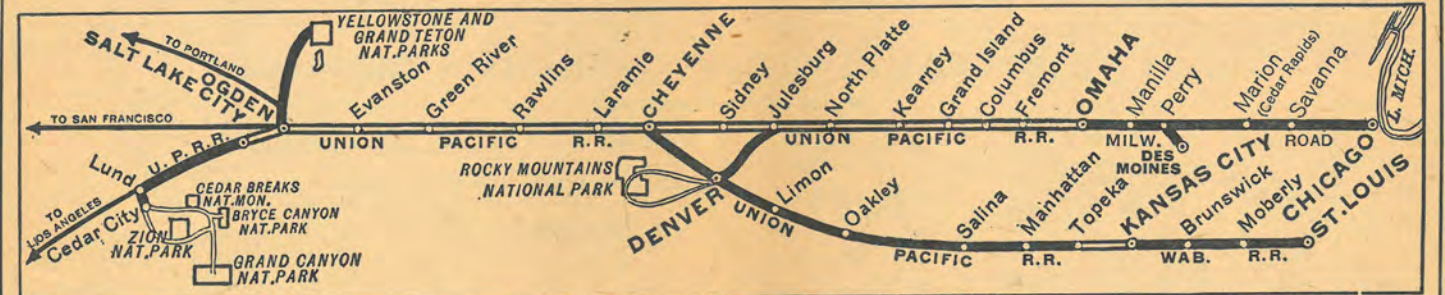 YELLOWSTONE AND
GRAND TETON
NAT. PARKS
TO PORTLAND
SALT LAKE CITY
OGDEN
TO SAN FRANCISCO
Evanston
Green River
Rawlins
Laramie
CHEYENNE
Sidney
Julesburg
North Platte
Kearney
Grand Island
Columbus
Fremont
OMAHA
Manilla
Perry
Marion
(Cedar Rapids)
Savanna
L. MICH.
UNION PACIFIC R.R.
UNION PACIFIC R.R.
MILW. ROAD
DES
MOINES
CHICAGO
U.P.R.R.
Lund
TO
LOS ANGELES
Cedar City
CEDAR BREAKS
NAT. MON.
BRYCE CANYON
NAT. PARK
ZION
NAT. PARK
GRAND CANYON
NAT. PARK
ROCKY MOUNTAINS
NATIONAL PARK
DENVER
UNION PACIFIC R.R.
Limon
Oakley
Salina
Mainhattan
Topeka
KANSAS CITY
Brunswick
Moberly
ST. LOUIS
WAB. R.R.